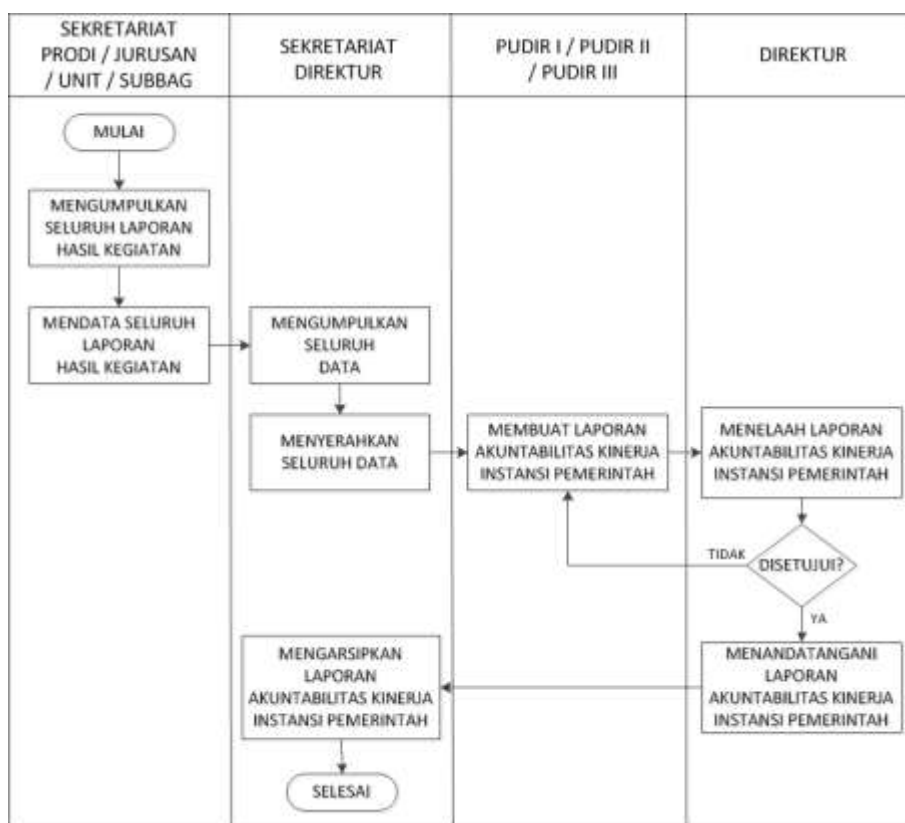 SEKRETARIAT
PRODI / JURUSAN
/ UNIT / SUBBAG
SEKRETARIAT
DIREKTUR
PUDIR I / PUDIR II
/ PUDIR III
DIREKTUR
MULAI
MENGUMPULKAN
SELURUH LAPORAN
HASIL KEGIATAN
MENDATA SELURUH
LAPORAN
HASIL KEGIATAN
MENGUMPULKAN
SELURUH
DATA
MENYERAHKAN
SELURUH DATA
MEMBUAT LAPORAN
AKUNTABILITAS KINERJA
INSTANSI PEMERINTAH
MENELAAH LAPORAN
AKUNTABILITAS KINERJA
INSTANSI PEMERINTAH
TIDAK
DISETUJUI?
YA
MENANDATANGANI
LAPORAN
AKUNTABILITAS KINERJA
INSTANSI PEMERINTAH
MENGARSIPKAN
LAPORAN
AKUNTABILITAS KINERJA
INSTANSI PEMERINTAH
SELESAI